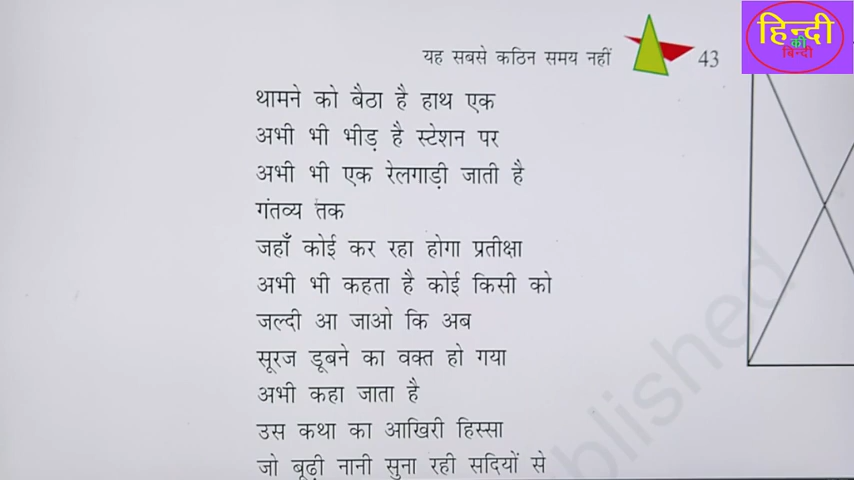 यह सबसे कठिन समय नहीं 43
हिन्दी
की
बिन्दी
थामने को बैठा है हाथ एक
अभी भी भीड़ है स्टेशन पर
अभी भी एक रेलगाड़ी जाती है
गंतव्य तक
जहाँ कोई कर रहा होगा प्रतीक्षा
अभी भी कहता है कोई किसी को
जल्दी आ जाओ कि अब
सूरज डूबने का वक्त हो गया
अभी कहा जाता है
उस कथा का आखिरी हिस्सा
जो बूढ़ी नानी सुना रही सदियों से
blished